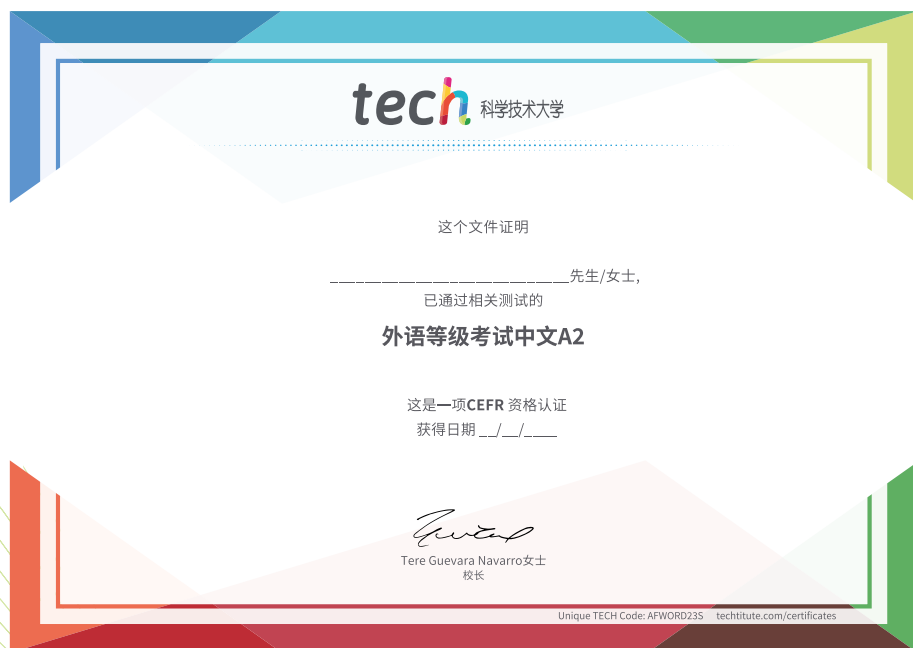 tech 科学技术大学
这个文件证明
____________________________先生/女士,
已通过相关测试的
外语等级考试中文A2
这是一项CEFR 资格认证
获得日期 __/__/____
Tere Guevara Navarro女士
校长
Unique TECH Code: AFWORD23S techtitute.com/certificates